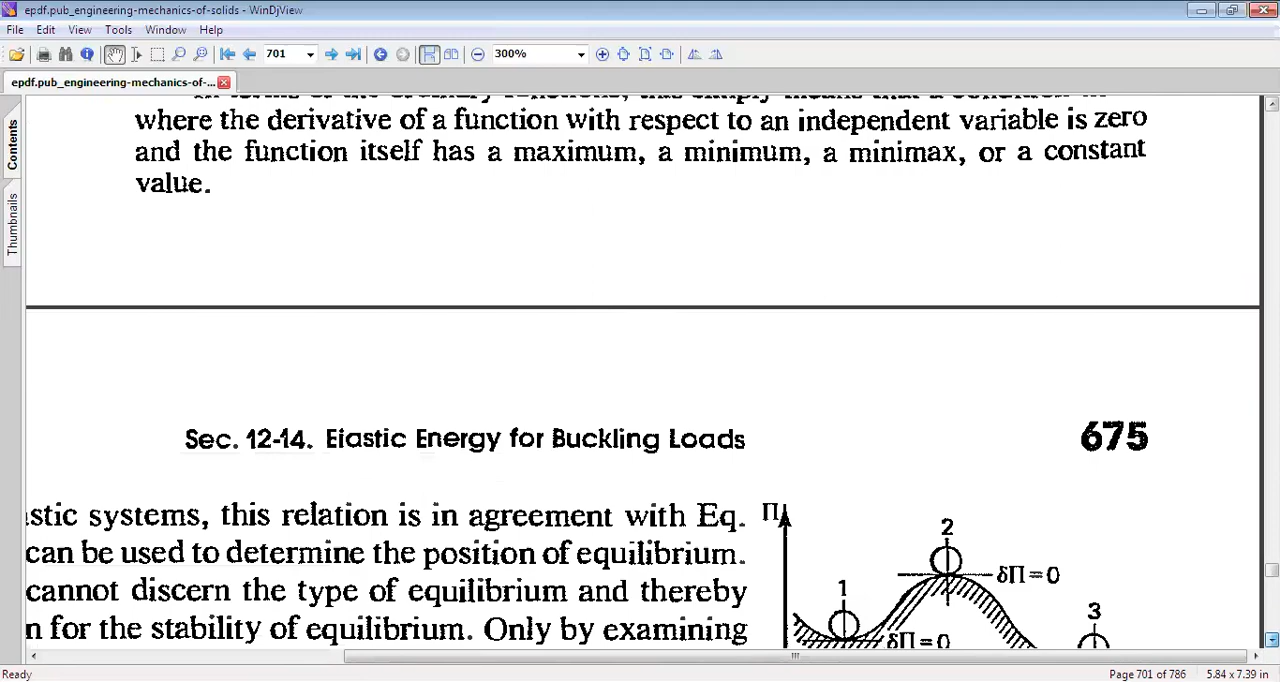 epdf.pub_engineering-mechanics-of-solids - WinDjView
File Edit View Tools Window Help
701 300%
epdf.pub_engineering-mechanics-of-...
Contents
Thumbnails
where the derivative of a function with respect to an independent variable is zero
and the function itself has a maximum, a minimum, a minimax, or a constant
value.
Sec. 12-14. Elastic Energy for Buckling Loads 675
astic systems, this relation is in agreement with Eq.
can be used to determine the position of equilibrium.
cannot discern the type of equilibrium and thereby
n for the stability of equilibrium. Only by examining
Π
2
δΠ = 0
1
3
δΠ = 0
Ready Page 701 of 786 5.84 x 7.39 in